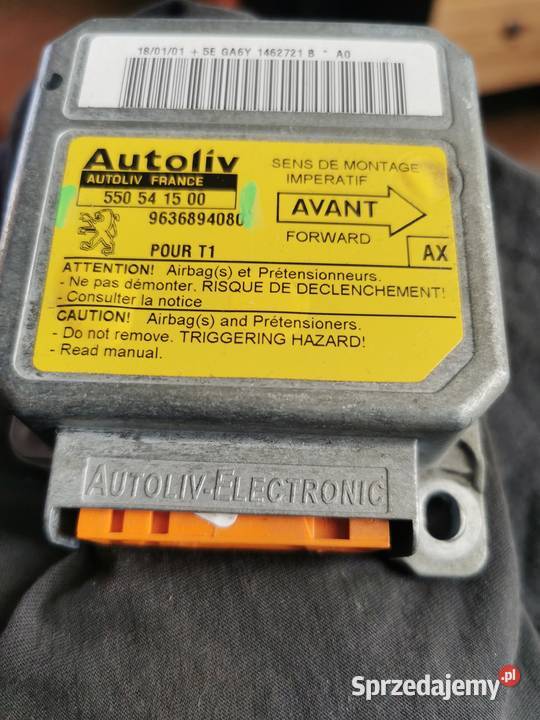 18/01/01 + 5E GA6Y 1462721 B * A0
Autoliv
AUTOLIV FRANCE
550 54 15 00
9636894080
POUR T1
SENS DE MONTAGE
IMPERATIF
AVANT
FORWARD
AX
ATTENTION! Airbag(s) et Prétensionneurs.
- Ne pas démonter. RISQUE DE DECLENCHEMENT!
- Consulter la notice
CAUTION! Airbag(s) and Prétensioners.
- Do not remove. TRIGGERING HAZARD!
- Read manual.
AUTOLIV-ELECTRONIC
Sprzedajemy.pl